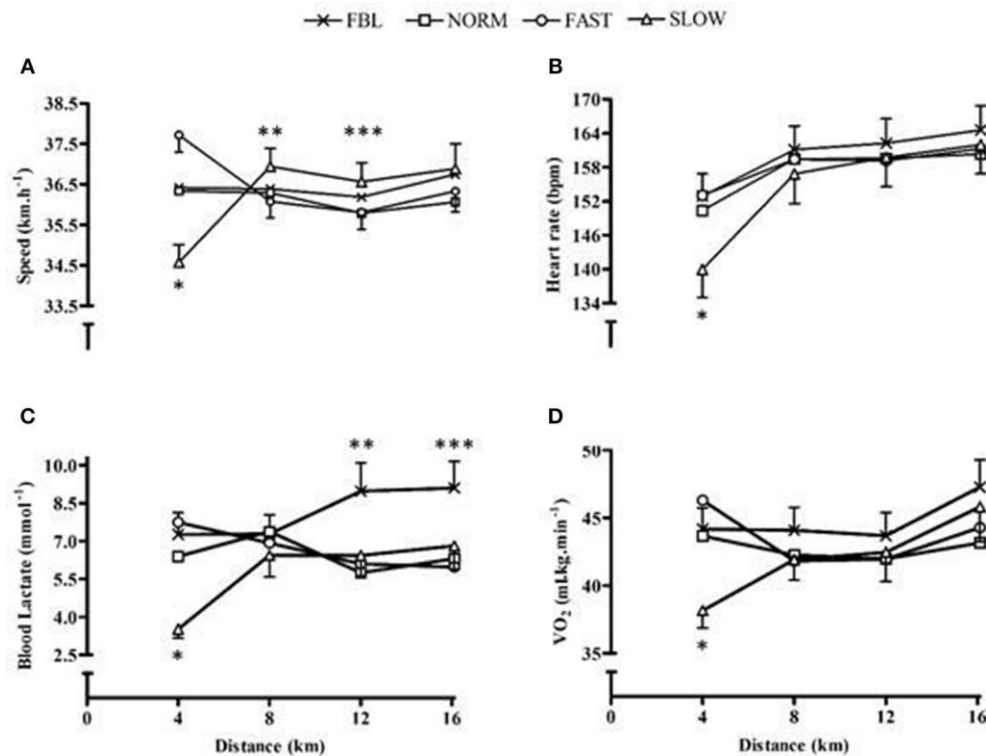 FBL NORM FAST SLOW
A
B
Speed (km.h⁻¹)
38.5
37.5
36.5
35.5
34.5
33.5
** ***
*
Heart rate (bpm)
170
164
158
152
146
140
134
*
C
D
Blood Lactate (mmol⁻¹)
10.0
8.5
7.0
5.5
4.0
2.5
** ***
*
0 4 8 12 16
Distance (km)
VO₂ (ml.kg.min⁻¹)
50
45
40
35
*
0 4 8 12 16
Distance (km)